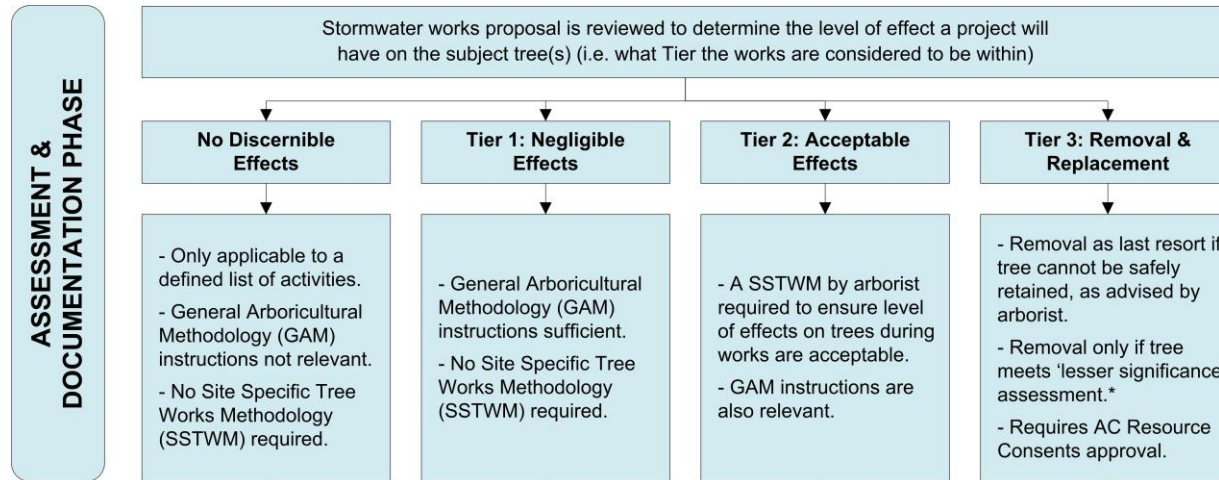 ASSESSMENT &
DOCUMENTATION PHASE
Stormwater works proposal is reviewed to determine the level of effect a project will
have on the subject tree(s) (i.e. what Tier the works are considered to be within)
No Discernible
Effects
Tier 1: Negligible
Effects
Tier 2: Acceptable
Effects
Tier 3: Removal &
Replacement
- Only applicable to a
defined list of activities.
- General Arboricultural
Methodology (GAM)
instructions not relevant.
- No Site Specific Tree
Works Methodology
(SSTWM) required.
- General Arboricultural
Methodology (GAM)
instructions sufficient.
- No Site Specific Tree
Works Methodology
(SSTWM) required.
- A SSTWM by arborist
required to ensure level
of effects on trees during
works are acceptable.
- GAM instructions are
also relevant.
- Removal as last resort if
tree cannot be safely
retained, as advised by
arborist.
- Removal only if tree
meets ‘lesser significance
assessment.*
- Requires AC Resource
Consents approval.